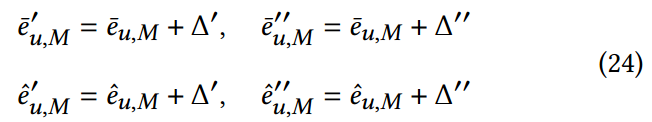 ē′_{u,M} = ē_{u,M} + Δ′, ē′′_{u,M} = ē_{u,M} + Δ′′
(24)
ê′_{u,M} = ê_{u,M} + Δ′, ê′′_{u,M} = ê_{u,M} + Δ′′